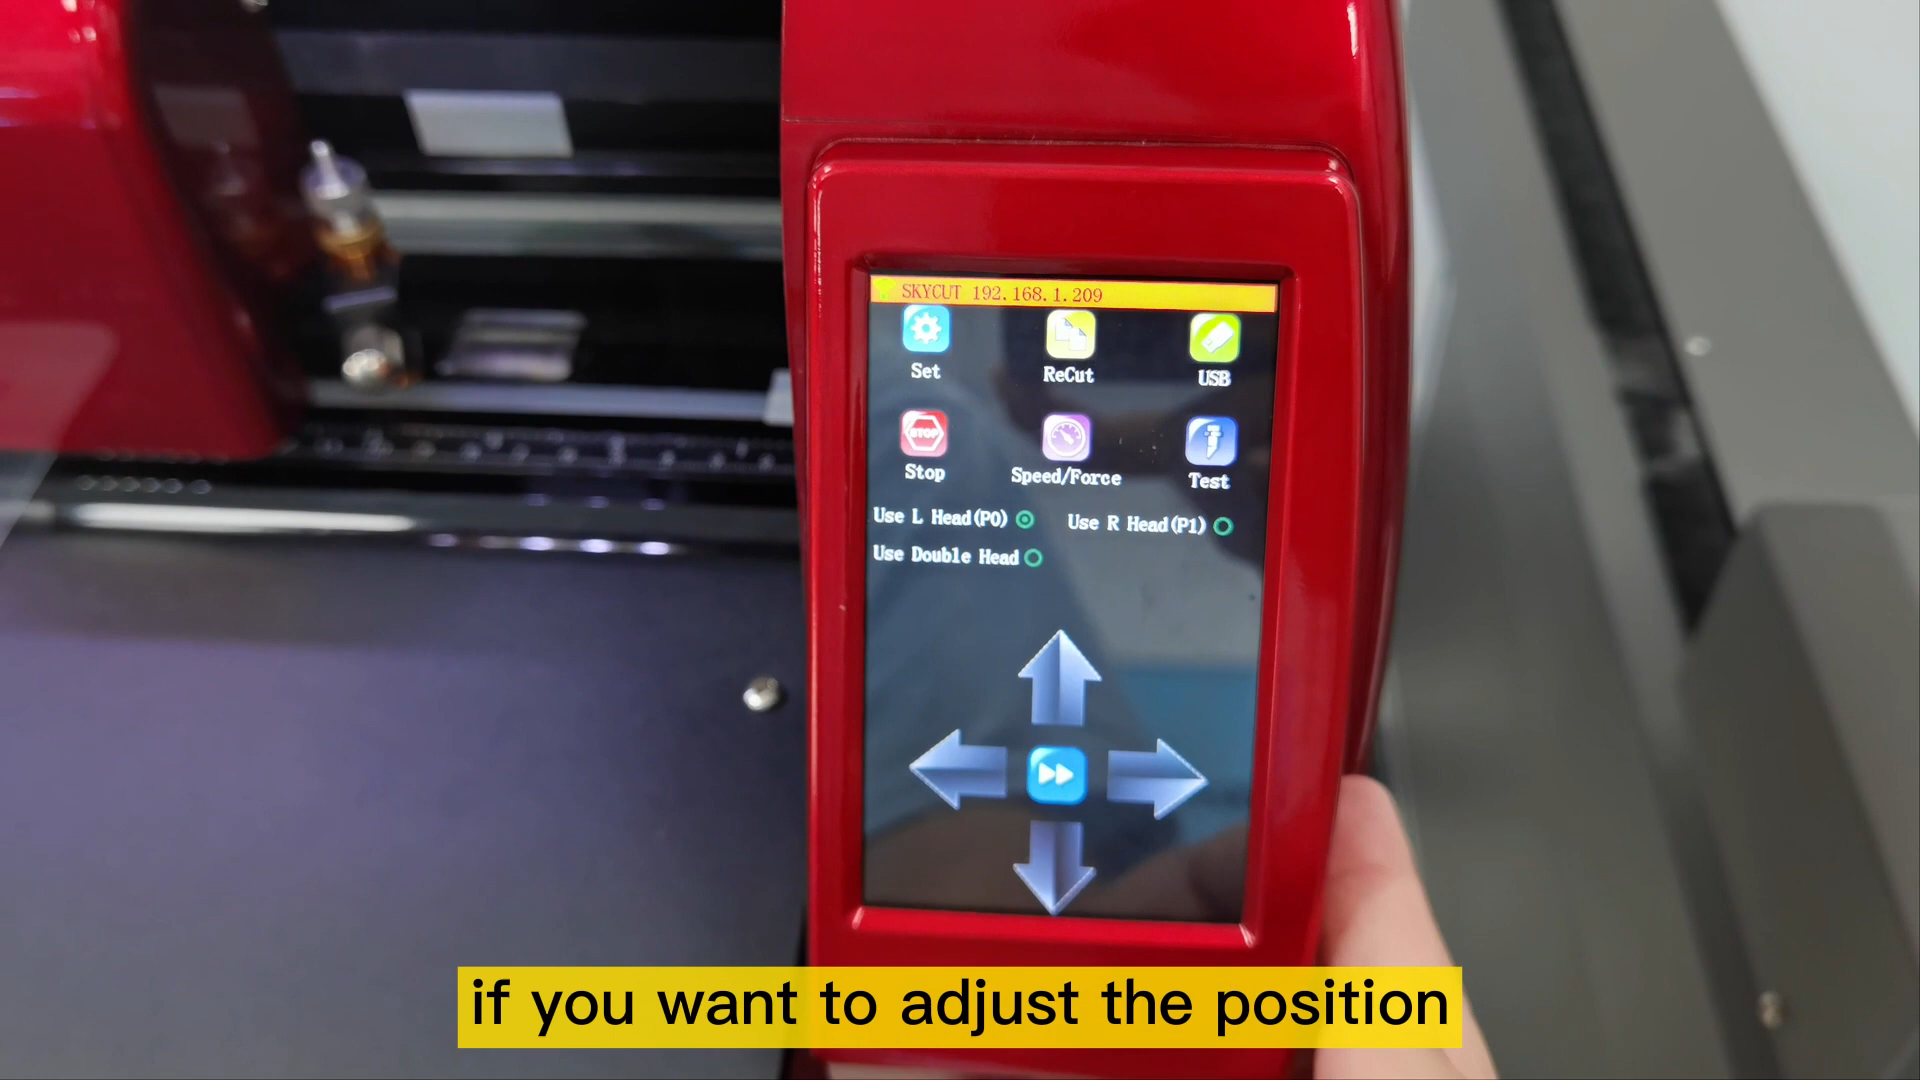 SKYCUT 192.168.1.209
Set
ReCut
USB
STOP
Stop
Speed/Force
Test
Use L Head(P0)
Use R Head(P1)
Use Double Head
if you want to adjust the position